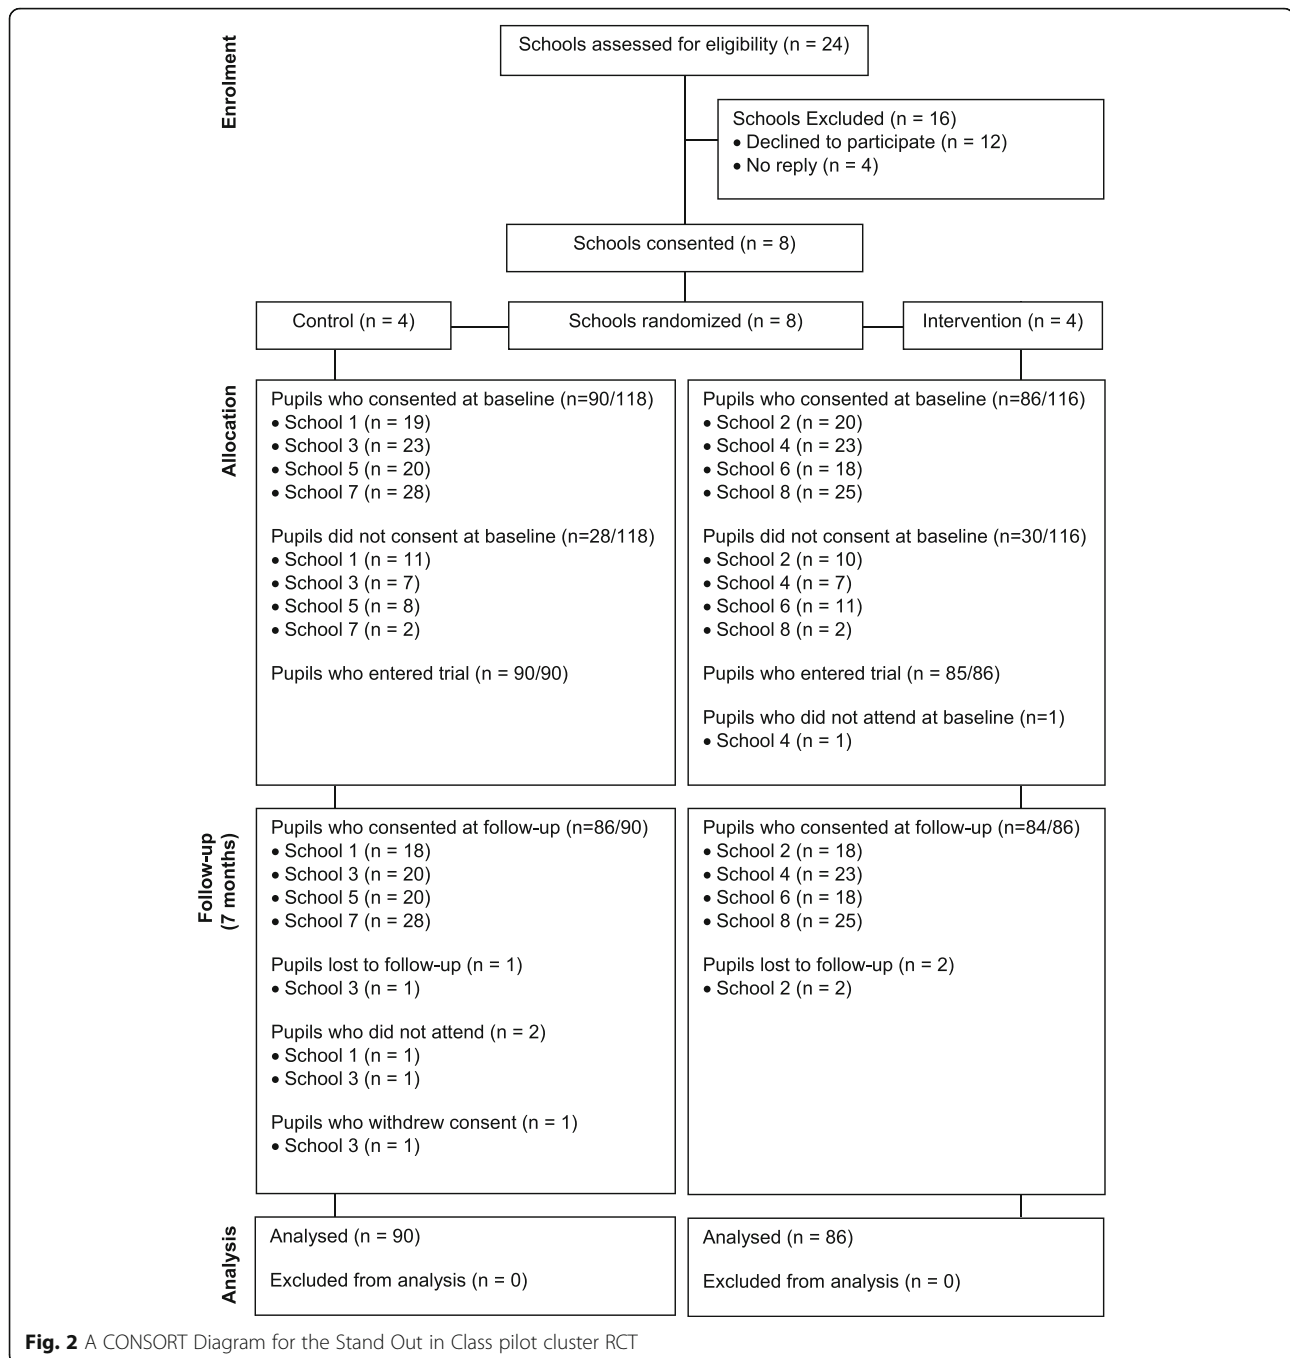 Enrolment
Schools assessed for eligibility (n = 24)
Schools Excluded (n = 16)
• Declined to participate (n = 12)
• No reply (n = 4)
Schools consented (n = 8)
Control (n = 4)
Schools randomized (n = 8)
Intervention (n = 4)
Allocation
Pupils who consented at baseline (n=90/118)
• School 1 (n = 19)
• School 3 (n = 23)
• School 5 (n = 20)
• School 7 (n = 28)
Pupils did not consent at baseline (n=28/118)
• School 1 (n = 11)
• School 3 (n = 7)
• School 5 (n = 8)
• School 7 (n = 2)
Pupils who entered trial (n = 90/90)
Pupils who consented at baseline (n=86/116)
• School 2 (n = 20)
• School 4 (n = 23)
• School 6 (n = 18)
• School 8 (n = 25)
Pupils did not consent at baseline (n=30/116)
• School 2 (n = 10)
• School 4 (n = 7)
• School 6 (n = 11)
• School 8 (n = 2)
Pupils who entered trial (n = 85/86)
Pupils who did not attend at baseline (n=1)
• School 4 (n = 1)
Follow-up
(7 months)
Pupils who consented at follow-up (n=86/90)
• School 1 (n = 18)
• School 3 (n = 20)
• School 5 (n = 20)
• School 7 (n = 28)
Pupils lost to follow-up (n = 1)
• School 3 (n = 1)
Pupils who did not attend (n = 2)
• School 1 (n = 1)
• School 3 (n = 1)
Pupils who withdrew consent (n = 1)
• School 3 (n = 1)
Pupils who consented at follow-up (n=84/86)
• School 2 (n = 18)
• School 4 (n = 23)
• School 6 (n = 18)
• School 8 (n = 25)
Pupils lost to follow-up (n = 2)
• School 2 (n = 2)
Analysis
Analysed (n = 90)
Excluded from analysis (n = 0)
Analysed (n = 86)
Excluded from analysis (n = 0)
Fig. 2 A CONSORT Diagram for the Stand Out in Class pilot cluster RCT